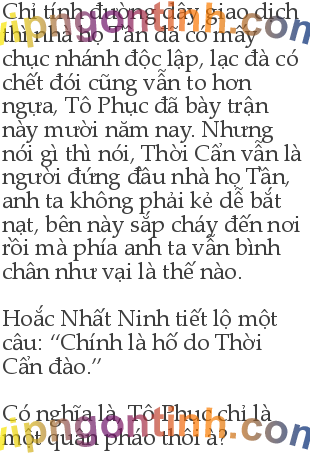 Chỉ tính đường dây giao dịch
thì nhà họ Tần đã có mấy
chục nhánh độc lập, lạc đà có
chết đói cũng vẫn to hơn
ngựa, Tô Phục đã bày trận
này mười năm nay. Nhưng
nói gì thì nói, Thời Cẩn vẫn là
người đứng đầu nhà họ Tần,
anh ta không phải kẻ dễ bắt
nạt, bên này sắp cháy đến nơi
rồi mà phía anh ta vẫn bình
chân như vại là thế nào.
Hoắc Nhất Ninh tiết lộ một
câu: “Chính là hố do Thời
Cẩn đào.”
Có nghĩa là, Tô Phục chỉ là
một quân pháo thôi à?
vipngontinh.com
vipngontinh.com